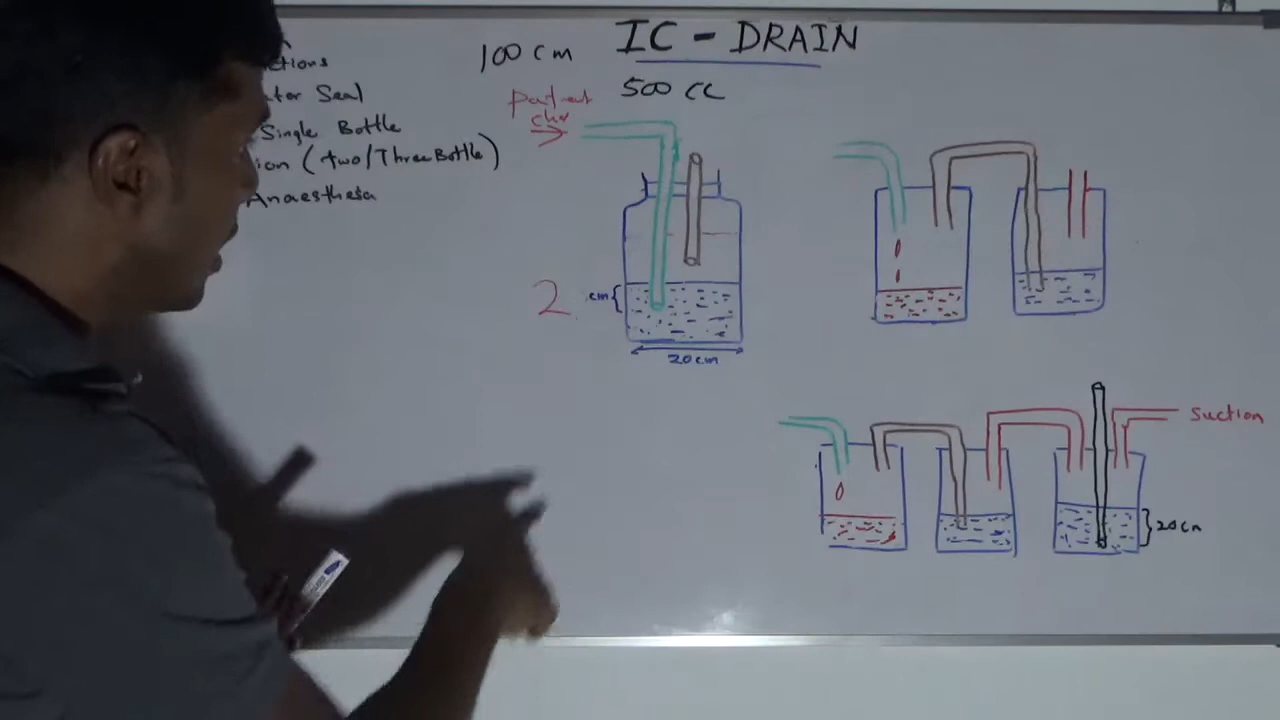 IC - DRAIN
100 cm
500 CC
ctions
ter Seal
Single Bottle
ion (two/Three Bottle)
Anaesthesia
2 cm
20 cm
Suction
20 cm